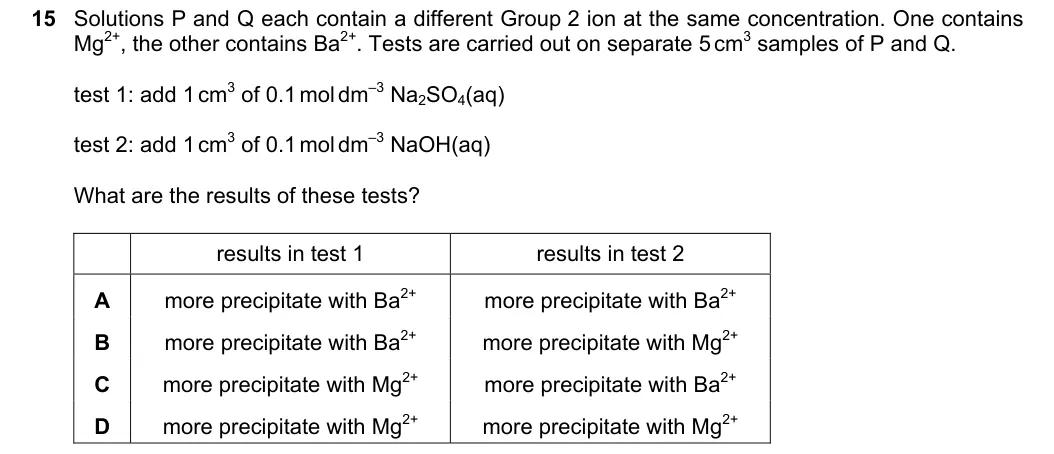 15 Solutions P and Q each contain a different Group 2 ion at the same concentration. One contains
Mg²⁺, the other contains Ba²⁺. Tests are carried out on separate 5 cm³ samples of P and Q.
test 1: add 1 cm³ of 0.1 mol dm⁻³ Na₂SO₄(aq)
test 2: add 1 cm³ of 0.1 mol dm⁻³ NaOH(aq)
What are the results of these tests?
results in test 1 results in test 2
A more precipitate with Ba²⁺ more precipitate with Ba²⁺
B more precipitate with Ba²⁺ more precipitate with Mg²⁺
C more precipitate with Mg²⁺ more precipitate with Ba²⁺
D more precipitate with Mg²⁺ more precipitate with Mg²⁺